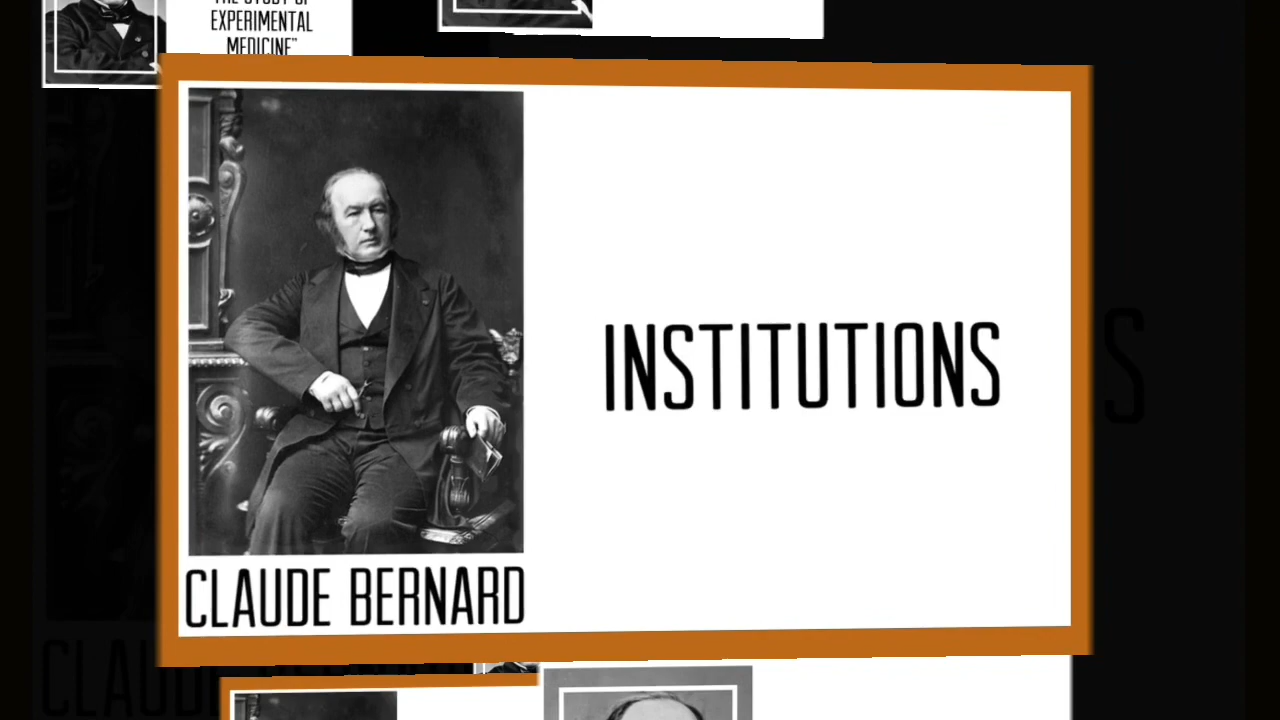 EXPERIMENTAL
MEDICINE"
INSTITUTIONS
CLAUDE BERNARD